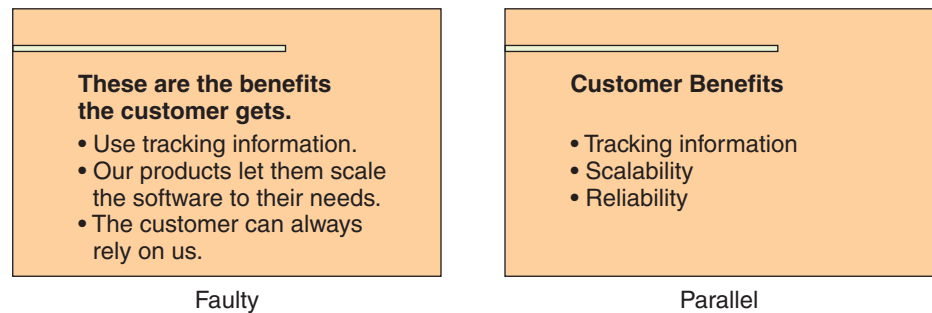 These are the benefits
the customer gets.
• Use tracking information.
• Our products let them scale
the software to their needs.
• The customer can always
rely on us.
Faulty
Customer Benefits
• Tracking information
• Scalability
• Reliability
Parallel